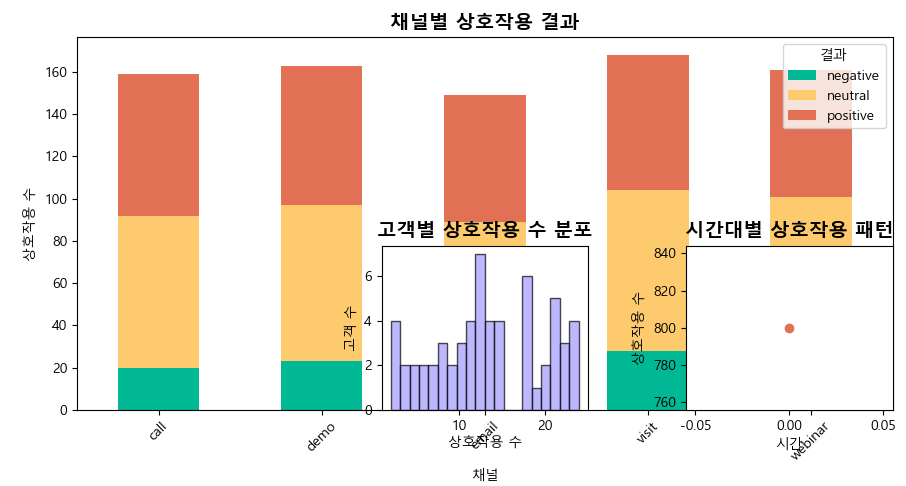 채널별 상호작용 결과
결과
negative
neutral
positive
상호작용 수
160
140
120
100
80
60
40
20
0
call
demo
email
visit
webinar
채널
고객별 상호작용 수 분포
고객 수
6
4
2
0
10
20
상호작용 수
시간대별 상호작용 패턴
상호작용 수
840
820
800
780
760
-0.05
0.00
0.05
시간